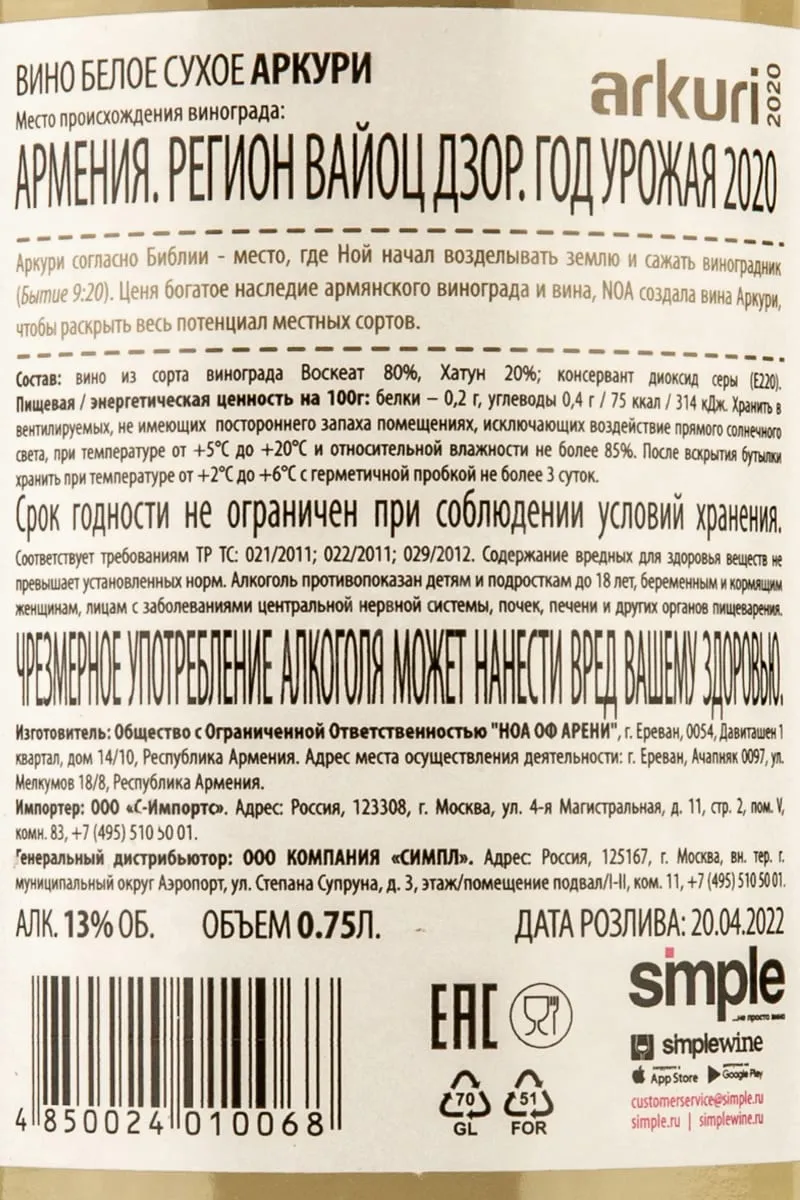 ВИНО БЕЛОЕ СУХОЕ АРКУРИ
arkuri 2020
Место происхождения винограда:
АРМЕНИЯ. РЕГИОН ВАЙОЦ ДЗОР. ГОД УРОЖАЯ 2020
Аркури согласно Библии - место, где Ной начал возделывать землю и сажать виноградник
(Бытие 9:20). Ценя богатое наследие армянского винограда и вина, NOA создала вина Аркури,
чтобы раскрыть весь потенциал местных сортов.
Состав: вино из сорта винограда Воскеат 80%, Хатун 20%; консервант диоксид серы (Е220).
Пищевая / энергетическая ценность на 100г: белки – 0,2 г, углеводы 0,4 г / 75 ккал / 314 кДж. Хранить в
вентилируемых, не имеющих постороннего запаха помещениях, исключающих воздействие прямого солнечного
света, при температуре от +5°С до +20°С и относительной влажности не более 85%. После вскрытия бутылки
хранить при температуре от +2°С до +6°С с герметичной пробкой не более 3 суток.
Срок годности не ограничен при соблюдении условий хранения.
Соответствует требованиям ТР ТС: 021/2011; 022/2011; 029/2012. Содержание вредных для здоровья веществ не
превышает установленных норм. Алкоголь противопоказан детям и подросткам до 18 лет, беременным и кормящим
женщинам, лицам с заболеваниями центральной нервной системы, почек, печени и других органов пищеварения.
ЧРЕЗМЕРНОЕ УПОТРЕБЛЕНИЕ АЛКОГОЛЯ МОЖЕТ НАНЕСТИ ВРЕД ВАШЕМУ ЗДОРОВЬЮ.
Изготовитель: Общество с Ограниченной Ответственностью "НОА ОФ АРЕНИ", г. Ереван, 0054, Давиташен 1
квартал, дом 14/10, Республика Армения. Адрес места осуществления деятельности: г. Ереван, Ачапняк 0097, ул.
Мелкумов 18/8, Республика Армения.
Импортер: ООО «С-Импортс». Адрес: Россия, 123308, г. Москва, ул. 4-я Магистральная, д. 11, стр. 2, пом. V,
комн. 83, +7 (495) 510 50 01.
Генеральный дистрибьютор: ООО КОМПАНИЯ «СИМПЛ». Адрес: Россия, 125167, г. Москва, вн. тер. г.
муниципальный округ Аэропорт, ул. Степана Супруна, д. 3, этаж/помещение подвал/I-II, ком. 11, +7 (495) 510 50 01.
АЛК. 13% ОБ. ОБЪЕМ 0.75Л. ДАТА РОЗЛИВА: 20.04.2022
simple
...не просто вино
EAC
simplewine
App Store Google Play
70 51
GL FOR
customerservice@simple.ru
simple.ru | simplewine.ru
4 850024 010068